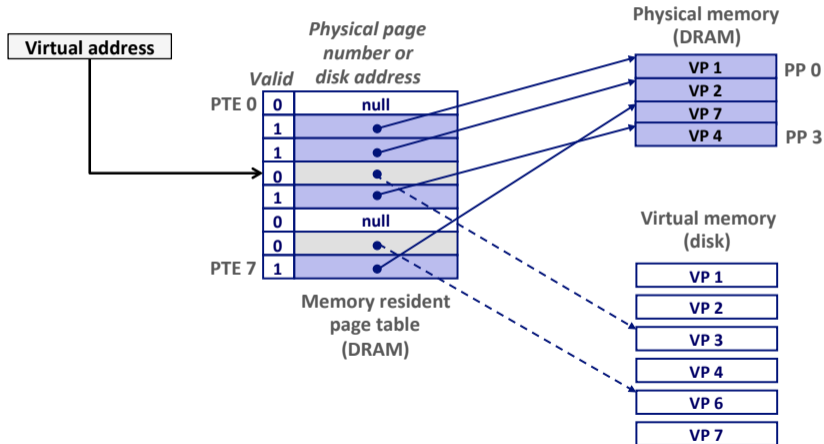 Virtual address
Physical page
number or
disk address
Valid
PTE 0
0
null
1
1
0
1
0
null
0
PTE 7
1
Memory resident
page table
(DRAM)
Physical memory
(DRAM)
VP 1
PP 0
VP 2
VP 7
VP 4
PP 3
Virtual memory
(disk)
VP 1
VP 2
VP 3
VP 4
VP 6
VP 7